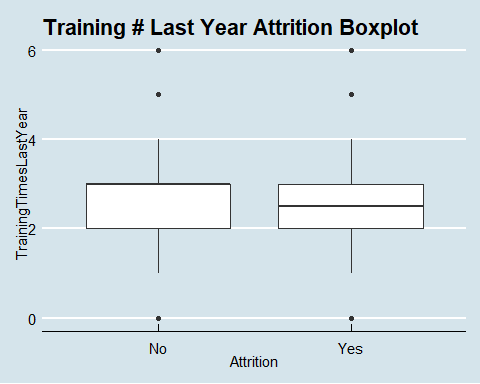 Training # Last Year Attrition Boxplot
TrainingTimesLastYear
6
4
2
0
No
Yes
Attrition